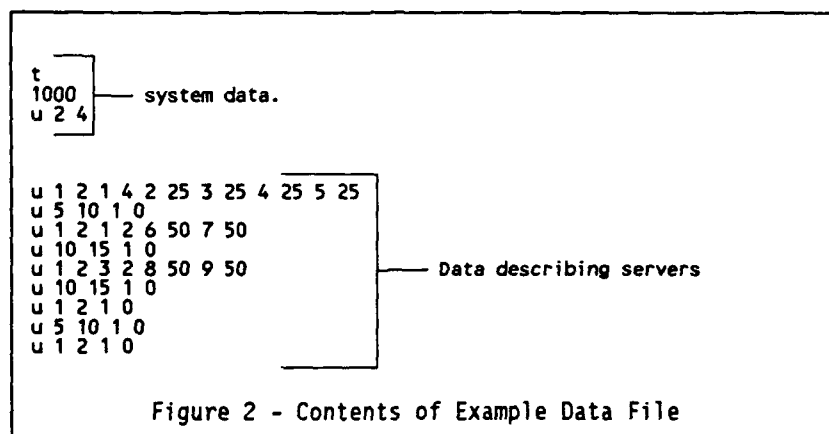 t
1000
u 2 4
system data.
u 1 2 1 4 2 25 3 25 4 25 5 25
u 5 10 1 0
u 1 2 1 2 6 50 7 50
u 10 15 1 0
u 1 2 3 2 8 50 9 50
u 10 15 1 0
u 1 2 1 0
u 5 10 1 0
u 1 2 1 0
Data describing servers
Figure 2 - Contents of Example Data File